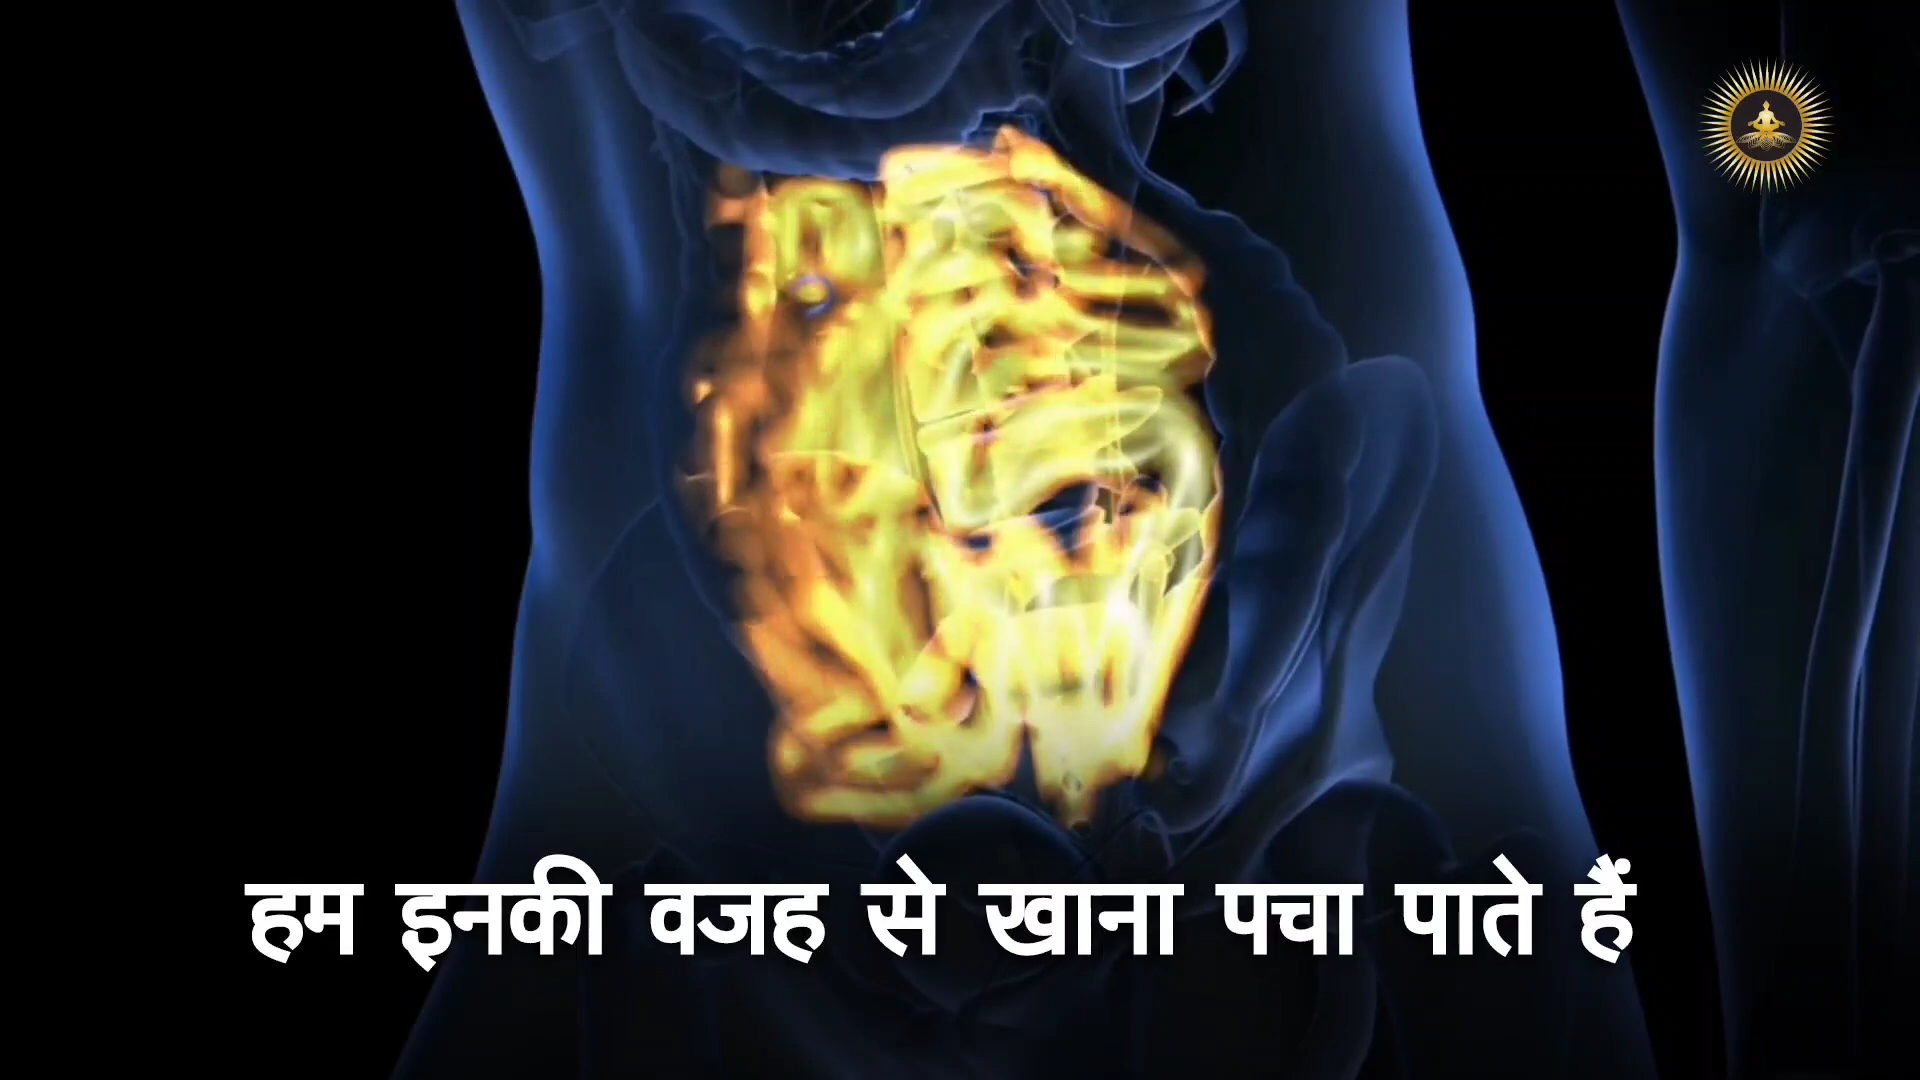 हम इनकी वजह से खाना पचा पाते हैं